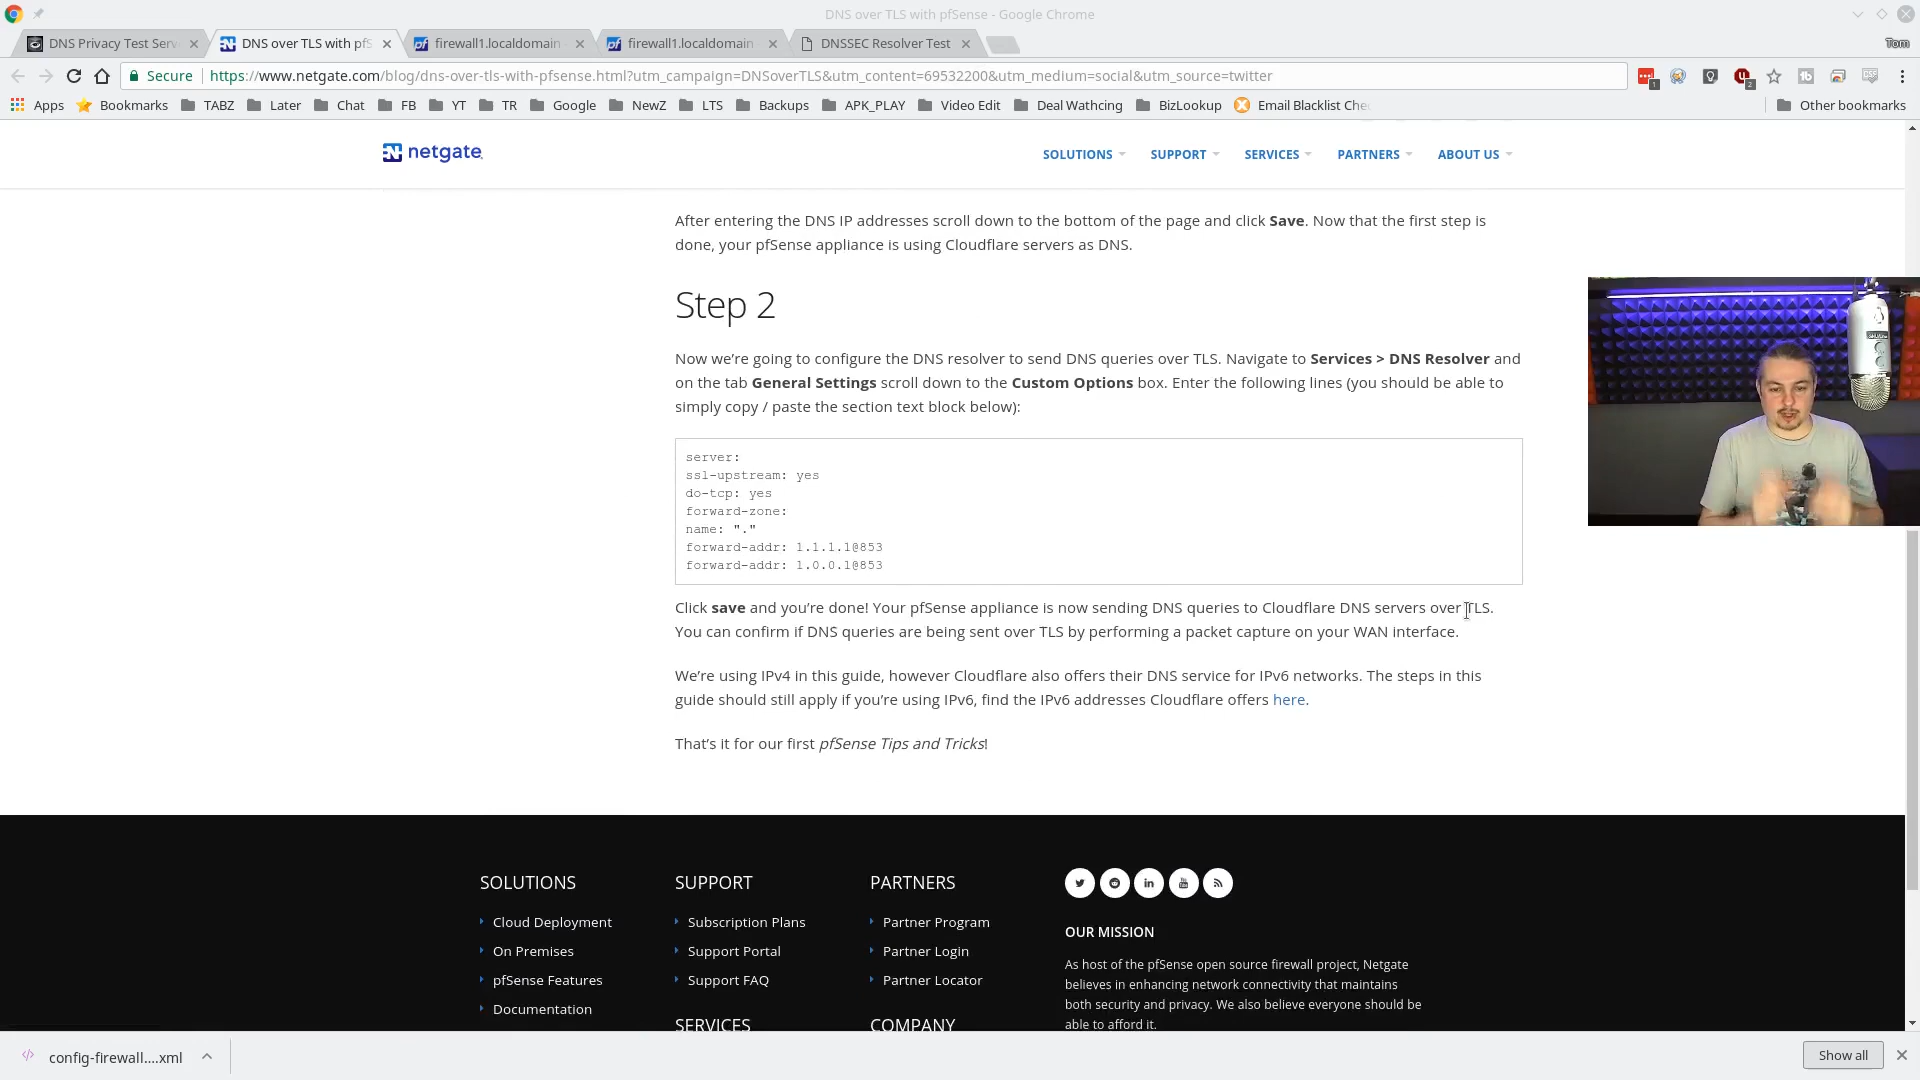 DNS over TLS with pfSense - Google Chrome
DNS Privacy Test Serv
DNS over TLS with pfS
firewall1.localdomain
firewall1.localdomain
DNSSEC Resolver Test
Tom
Secure
https://www.netgate.com/blog/dns-over-tls-with-pfsense.html?utm_campaign=DNSoverTLS&utm_content=69532200&utm_medium=social&utm_source=twitter
Apps
Bookmarks
TABZ
Later
Chat
FB
YT
TR
Google
NewZ
LTS
Backups
APK_PLAY
Video Edit
Deal Wathcing
BizLookup
Email Blacklist Che
Other bookmarks
netgate
SOLUTIONS
SUPPORT
SERVICES
PARTNERS
ABOUT US
After entering the DNS IP addresses scroll down to the bottom of the page and click Save. Now that the first step is
done, your pfSense appliance is using Cloudflare servers as DNS.
Step 2
Now we're going to configure the DNS resolver to send DNS queries over TLS. Navigate to Services > DNS Resolver and
on the tab General Settings scroll down to the Custom Options box. Enter the following lines (you should be able to
simply copy / paste the section text block below):
server:
ssl-upstream: yes
do-tcp: yes
forward-zone:
name: "."
forward-addr: 1.1.1.1@853
forward-addr: 1.0.0.1@853
Click save and you're done! Your pfSense appliance is now sending DNS queries to Cloudflare DNS servers over TLS.
You can confirm if DNS queries are being sent over TLS by performing a packet capture on your WAN interface.
We're using IPv4 in this guide, however Cloudflare also offers their DNS service for IPv6 networks. The steps in this
guide should still apply if you're using IPv6, find the IPv6 addresses Cloudflare offers here.
That's it for our first pfSense Tips and Tricks!
SOLUTIONS
Cloud Deployment
On Premises
pfSense Features
Documentation
SUPPORT
Subscription Plans
Support Portal
Support FAQ
SERVICES
PARTNERS
Partner Program
Partner Login
Partner Locator
COMPANY
OUR MISSION
As host of the pfSense open source firewall project, Netgate
believes in enhancing network connectivity that maintains
both security and privacy. We also believe everyone should be
able to afford it.
config-firewall....xml
Show all